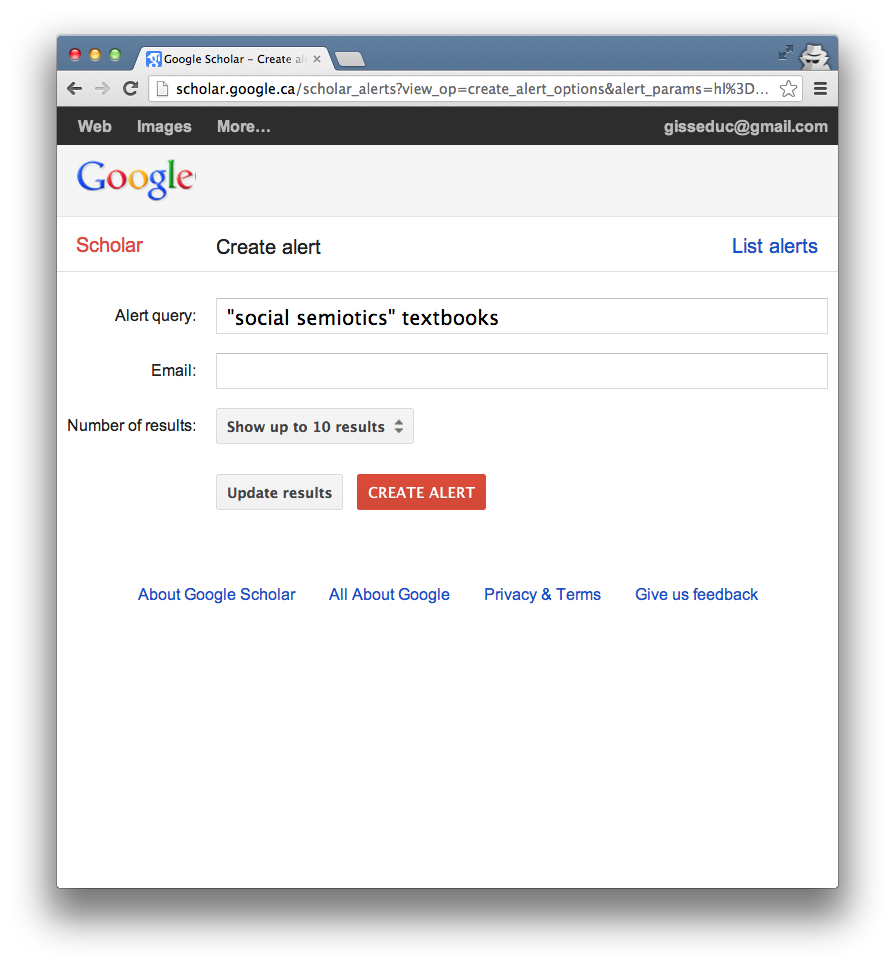 Google Scholar – Create al
scholar.google.ca/scholar_alerts?view_op=create_alert_options&alert_params=hl%3D...
Web Images More... gisseduc@gmail.com
Google
Scholar Create alert List alerts
Alert query: "social semiotics" textbooks
Email:
Number of results: Show up to 10 results
Update results CREATE ALERT
About Google Scholar All About Google Privacy & Terms Give us feedback